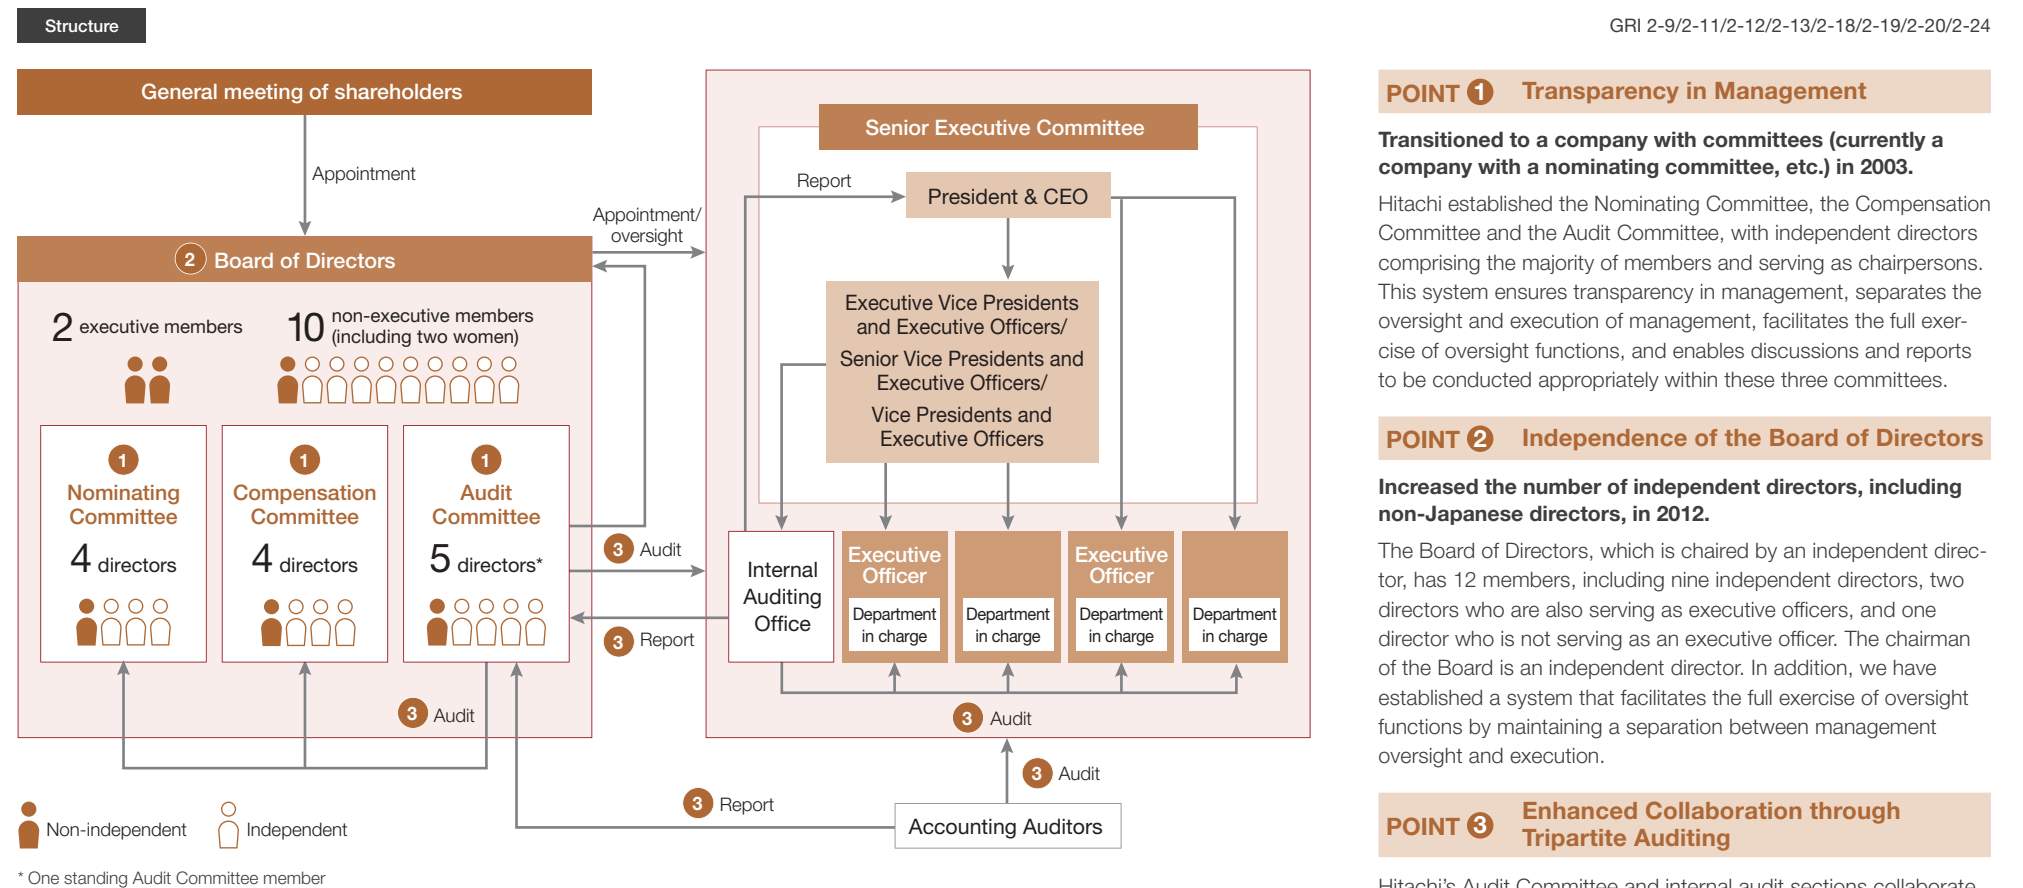 Structure
GRI 2-9/2-11/2-12/2-13/2-18/2-19/2-20/2-24
General meeting of shareholders
Appointment
2 Board of Directors
2 executive members
10 non-executive members
(including two women)
1
Nominating
Committee
4 directors
1
Compensation
Committee
4 directors
1
Audit
Committee
5 directors*
3 Audit
Appointment/
oversight
3 Audit
3 Report
Senior Executive Committee
Report
President & CEO
Executive Vice Presidents
and Executive Officers/
Senior Vice Presidents and
Executive Officers/
Vice Presidents and
Executive Officers
Internal
Auditing
Office
Executive
Officer
Department
in charge
Department
in charge
Executive
Officer
Department
in charge
Department
in charge
3 Audit
3 Audit
3 Report
Accounting Auditors
Non-independent
Independent
* One standing Audit Committee member
POINT 1 Transparency in Management
Transitioned to a company with committees (currently a
company with a nominating committee, etc.) in 2003.
Hitachi established the Nominating Committee, the Compensation
Committee and the Audit Committee, with independent directors
comprising the majority of members and serving as chairpersons.
This system ensures transparency in management, separates the
oversight and execution of management, facilitates the full exer-
cise of oversight functions, and enables discussions and reports
to be conducted appropriately within these three committees.
POINT 2 Independence of the Board of Directors
Increased the number of independent directors, including
non-Japanese directors, in 2012.
The Board of Directors, which is chaired by an independent direc-
tor, has 12 members, including nine independent directors, two
directors who are also serving as executive officers, and one
director who is not serving as an executive officer. The chairman
of the Board is an independent director. In addition, we have
established a system that facilitates the full exercise of oversight
functions by maintaining a separation between management
oversight and execution.
POINT 3 Enhanced Collaboration through
Tripartite Auditing
Hitachi's Audit Committee and internal audit sections collaborate